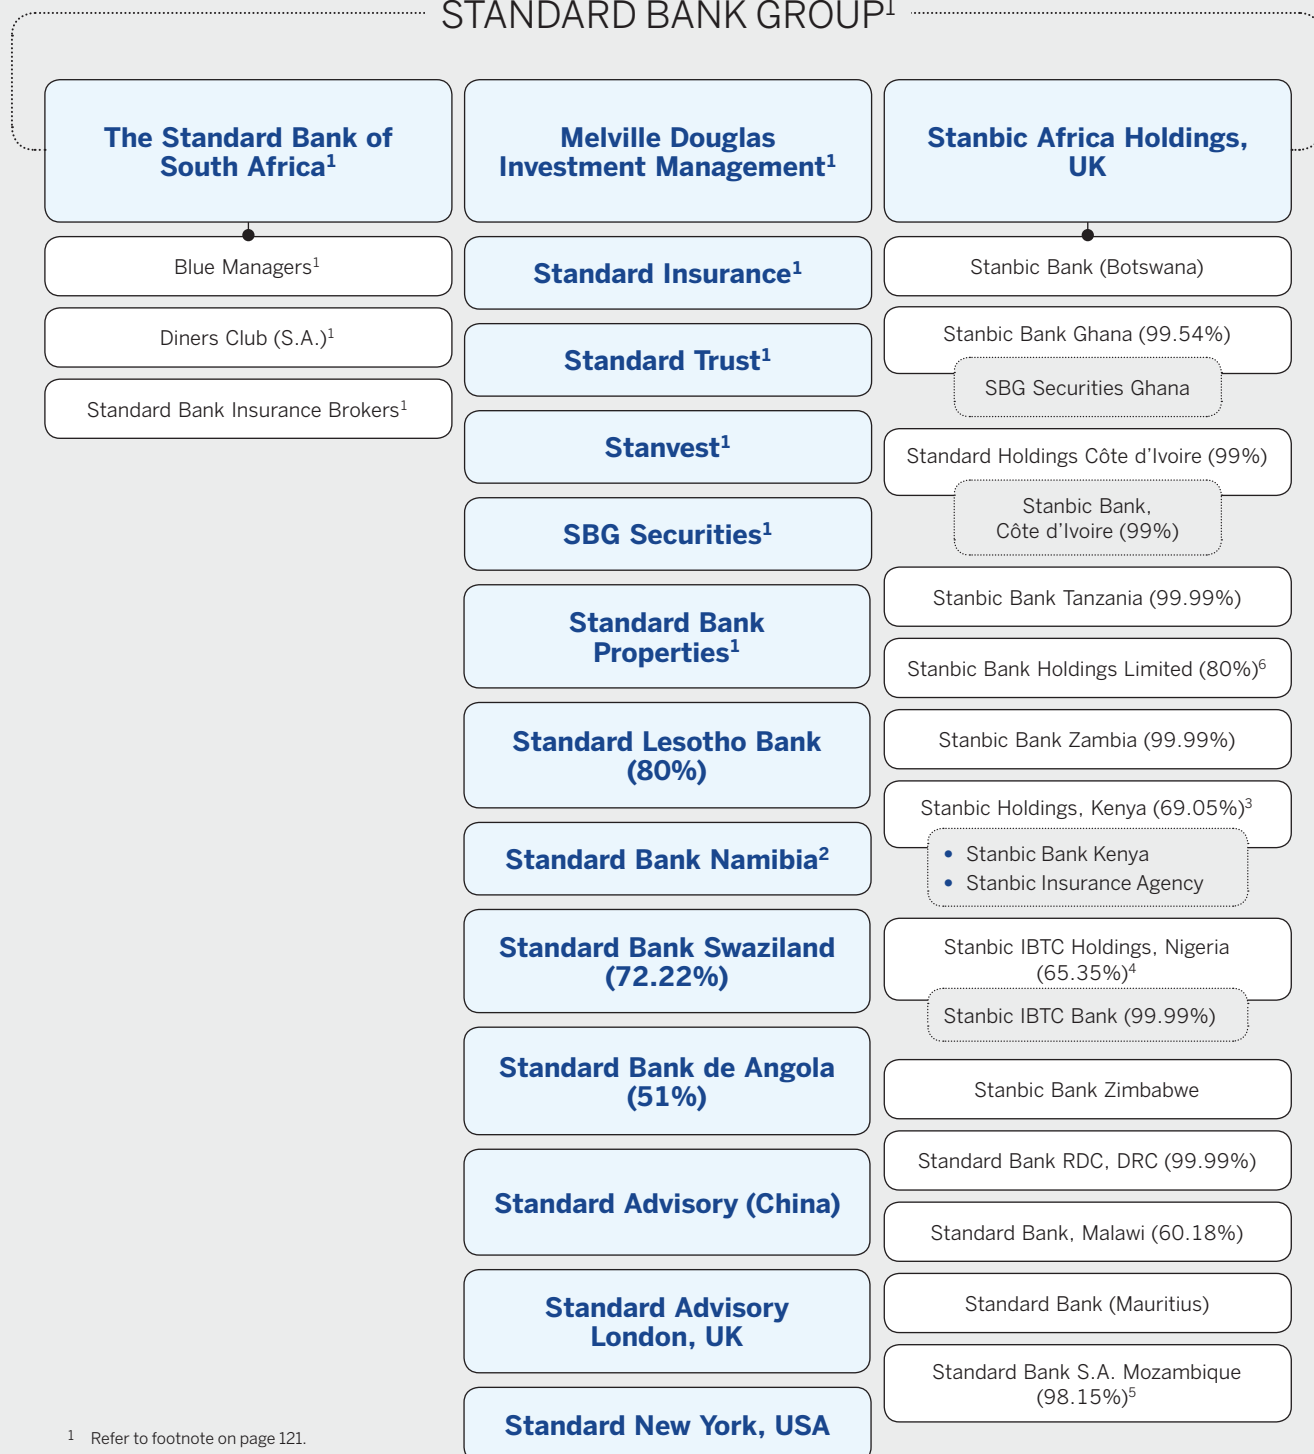 STANDARD BANK GROUP¹
The Standard Bank of
South Africa¹
Blue Managers¹
Diners Club (S.A.)¹
Standard Bank Insurance Brokers¹
Melville Douglas
Investment Management¹
Standard Insurance¹
Standard Trust¹
Stanvest¹
SBG Securities¹
Standard Bank
Properties¹
Standard Lesotho Bank
(80%)
Standard Bank Namibia²
Standard Bank Swaziland
(72.22%)
Standard Bank de Angola
(51%)
Standard Advisory (China)
Standard Advisory
London, UK
Standard New York, USA
Stanbic Africa Holdings,
UK
Stanbic Bank (Botswana)
Stanbic Bank Ghana (99.54%)
SBG Securities Ghana
Standard Holdings Côte d’Ivoire (99%)
Stanbic Bank,
Côte d’Ivoire (99%)
Stanbic Bank Tanzania (99.99%)
Stanbic Bank Holdings Limited (80%)⁶
Stanbic Bank Zambia (99.99%)
Stanbic Holdings, Kenya (69.05%)³
• Stanbic Bank Kenya
• Stanbic Insurance Agency
Stanbic IBTC Holdings, Nigeria
(65.35%)⁴
Stanbic IBTC Bank (99.99%)
Stanbic Bank Zimbabwe
Standard Bank RDC, DRC (99.99%)
Standard Bank, Malawi (60.18%)
Standard Bank (Mauritius)
Standard Bank S.A. Mozambique
(98.15%)⁵
¹ Refer to footnote on page 121.